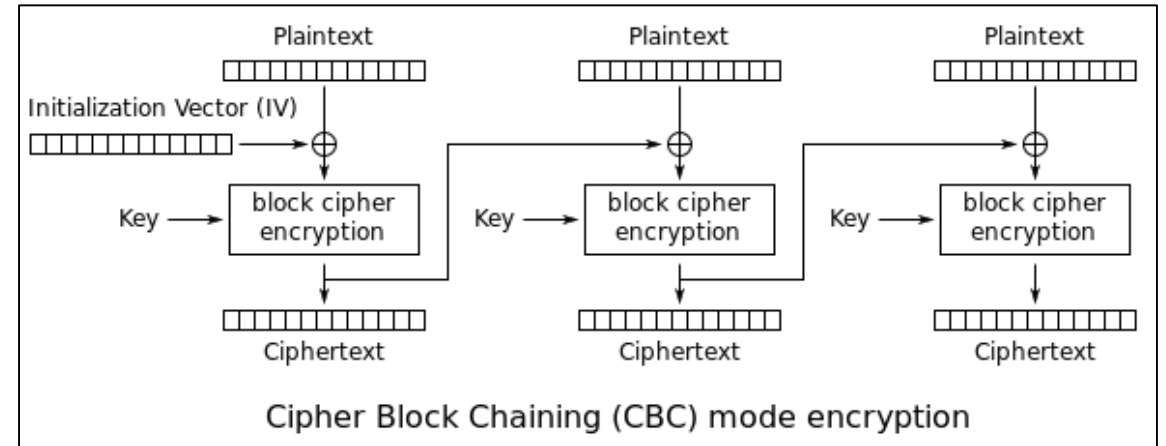 Plaintext
Plaintext
Plaintext
Initialization Vector (IV)
Key
block cipher
encryption
Key
block cipher
encryption
Key
block cipher
encryption
Ciphertext
Ciphertext
Ciphertext
Cipher Block Chaining (CBC) mode encryption